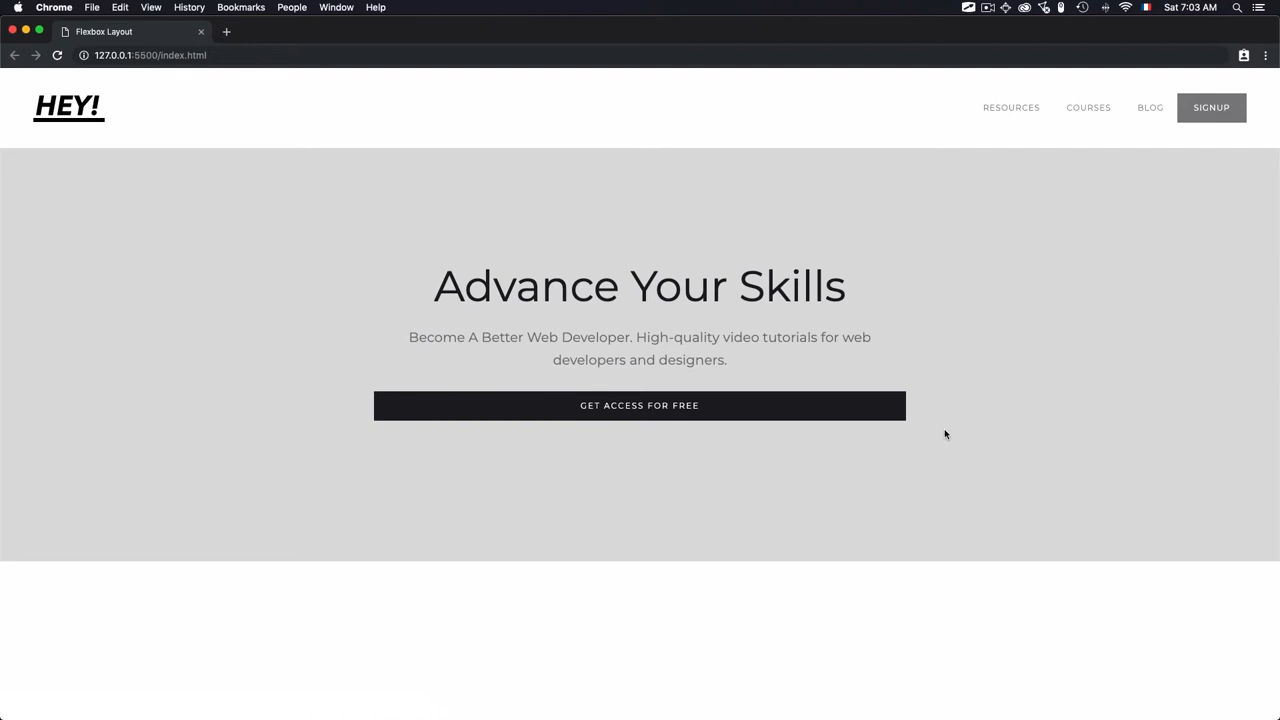 Chrome File Edit View History Bookmarks People Window Help Sat 7:03 AM
Flexbox Layout
127.0.0.1:5500/index.html
HEY! RESOURCES COURSES BLOG SIGNUP
Advance Your Skills
Become A Better Web Developer. High-quality video tutorials for web
developers and designers.
GET ACCESS FOR FREE